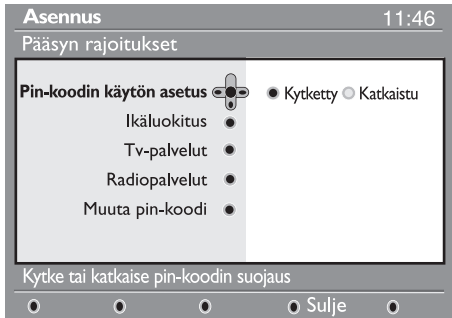 Asennus 11:46
Pääsyn rajoitukset
Pin-koodin käytön asetus Kytketty Katkaistu
Ikäluokitus
Tv-palvelut
Radiopalvelut
Muuta pin-koodi
Kytke tai katkaise pin-koodin suojaus
Sulje